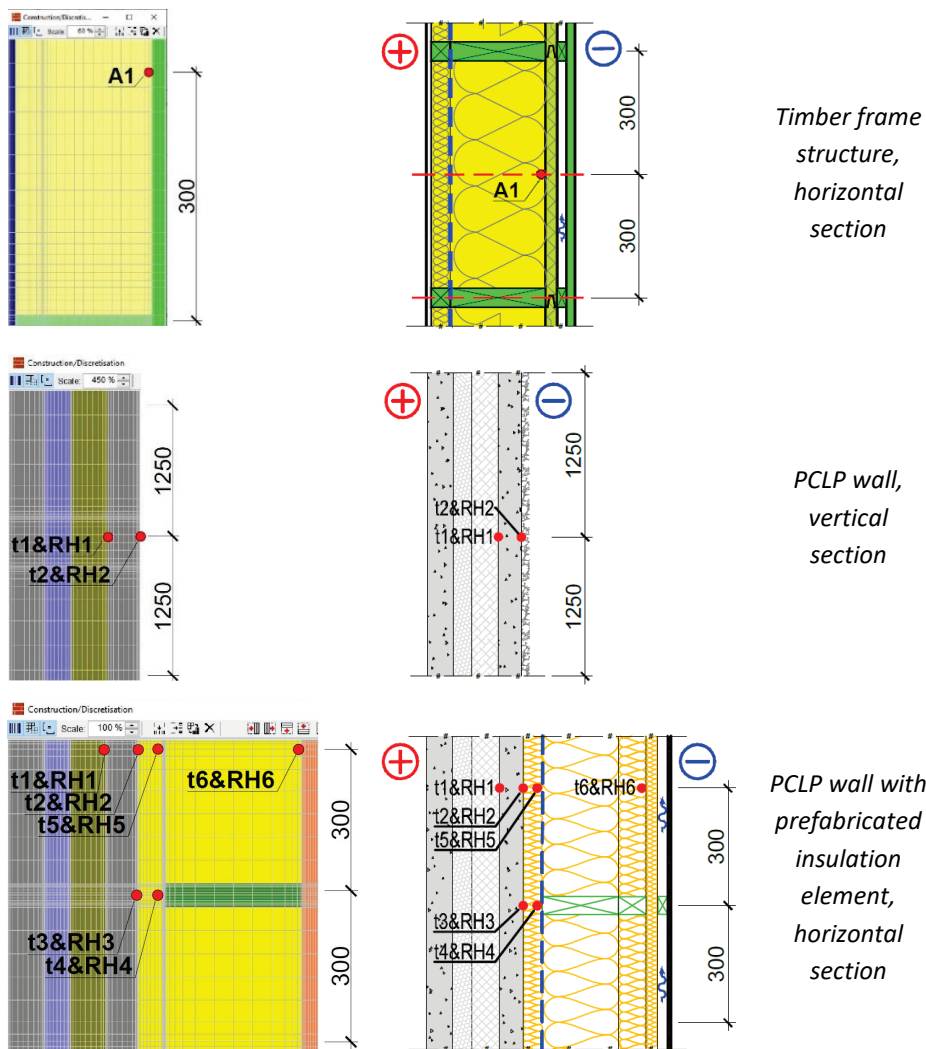 Construction/Discretis...
Scale: 60 %
A1
300
+
−
300
A1
300
Timber frame
structure,
horizontal
section
Construction/Discretisation
Scale: 450 %
1250
t1&RH1
t2&RH2
1250
+
−
1250
t2&RH2
t1&RH1
1250
PCLP wall,
vertical
section
Construction/Discretisation
Scale: 100 %
t1&RH1
t2&RH2
t5&RH5
t6&RH6
300
t3&RH3
t4&RH4
300
+
−
t1&RH1
t2&RH2
t5&RH5
t6&RH6
300
t3&RH3
t4&RH4
300
PCLP wall with
prefabricated
insulation
element,
horizontal
section